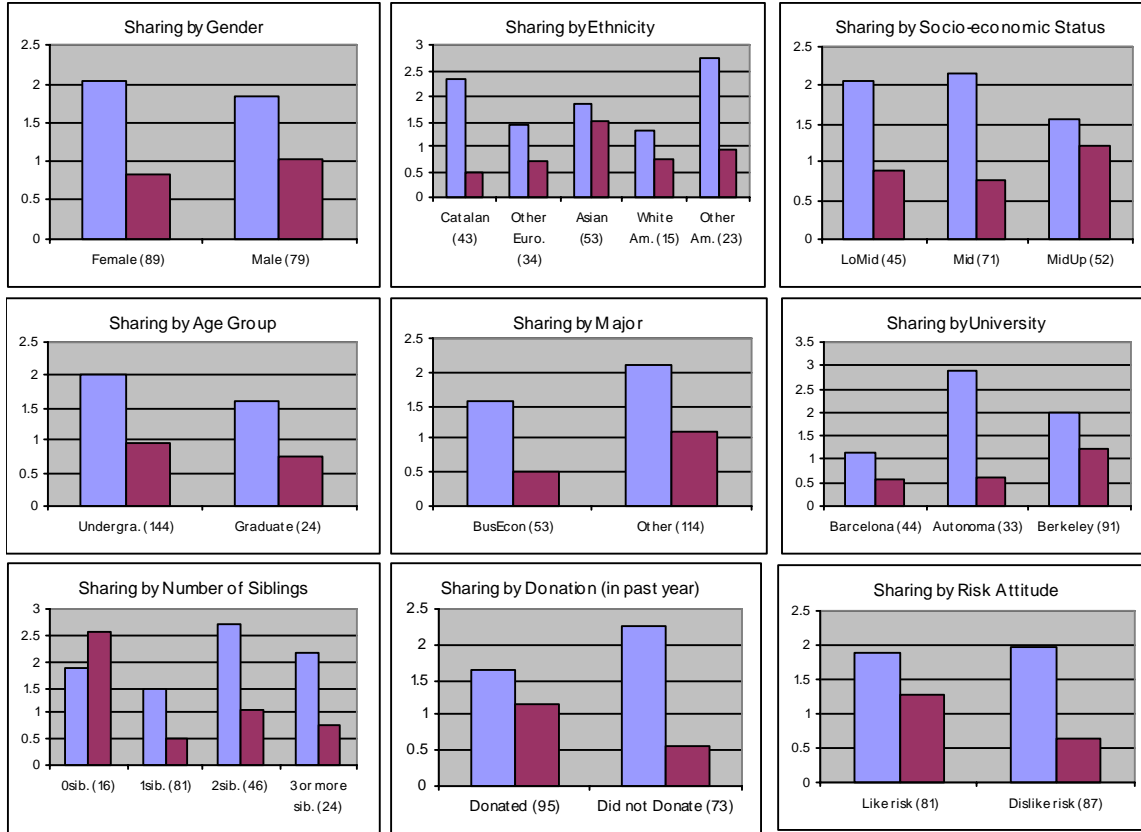 Sharing by Gender
2.5
2
1.5
1
0.5
0
Female (89)
Male (79)
Sharing by Ethnicity
3
2.5
2
1.5
1
0.5
0
Catalan
(43)
Other
Euro.
(34)
Asian
(53)
White
Am. (15)
Other
Am. (23)
Sharing by Socio-economic Status
2.5
2
1.5
1
0.5
0
LoMid (45)
Mid (71)
MidUp (52)
Sharing by Age Group
2.5
2
1.5
1
0.5
0
Undergra. (144)
Graduate (24)
Sharing by Major
2.5
2
1.5
1
0.5
0
BusEcon (53)
Other (114)
Sharing by University
3.5
3
2.5
2
1.5
1
0.5
0
Barcelona (44)
Autonoma (33)
Berkeley (91)
Sharing by Number of Siblings
3
2.5
2
1.5
1
0.5
0
0sib. (16)
1sib. (81)
2sib. (46)
3 or more
sib. (24)
Sharing by Donation (in past year)
2.5
2
1.5
1
0.5
0
Donated (95)
Did not Donate (73)
Sharing by Risk Attitude
2.5
2
1.5
1
0.5
0
Like risk (81)
Dislike risk (87)